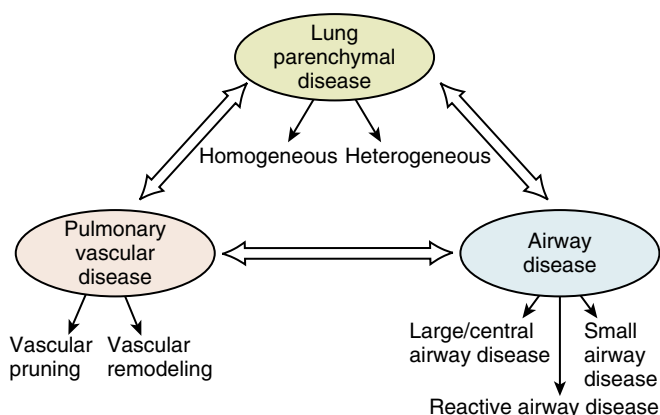 Lung
parenchymal
disease
Homogeneous Heterogeneous
Pulmonary
vascular
disease
Airway
disease
Vascular
pruning
Vascular
remodeling
Large/central
airway disease
Small
airway
disease
Reactive airway disease